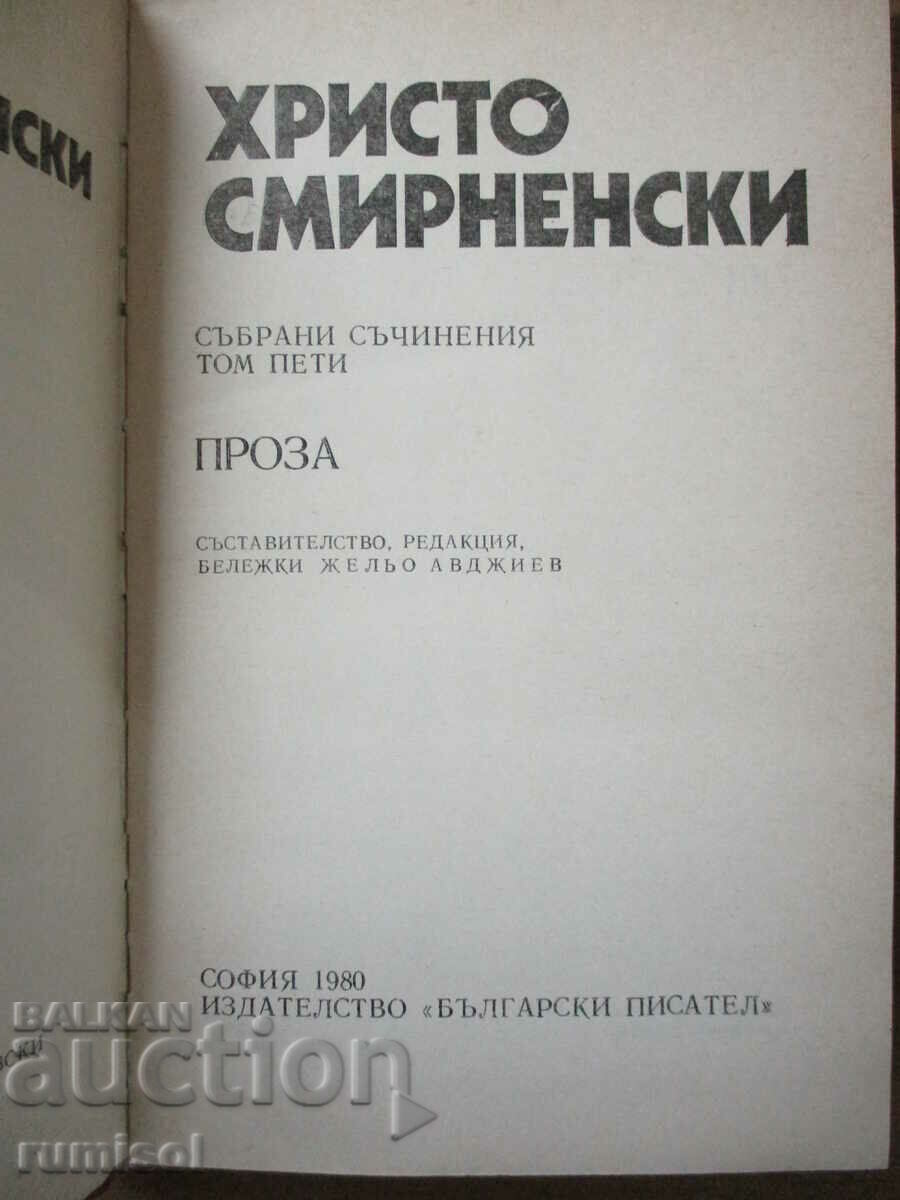 НСКИ
ХРИСТО
СМИРНЕНСКИ
СЪБРАНИ СЪЧИНЕНИЯ
ТОМ ПЕТИ
ПРОЗА
СЪСТАВИТЕЛСТВО, РЕДАКЦИЯ,
БЕЛЕЖКИ ЖЕЛЬО АВДЖИЕВ
СОФИЯ 1980
ИЗДАТЕЛСТВО «БЪЛГАРСКИ ПИСАТЕЛ»
BALKAN
auction
rumisol